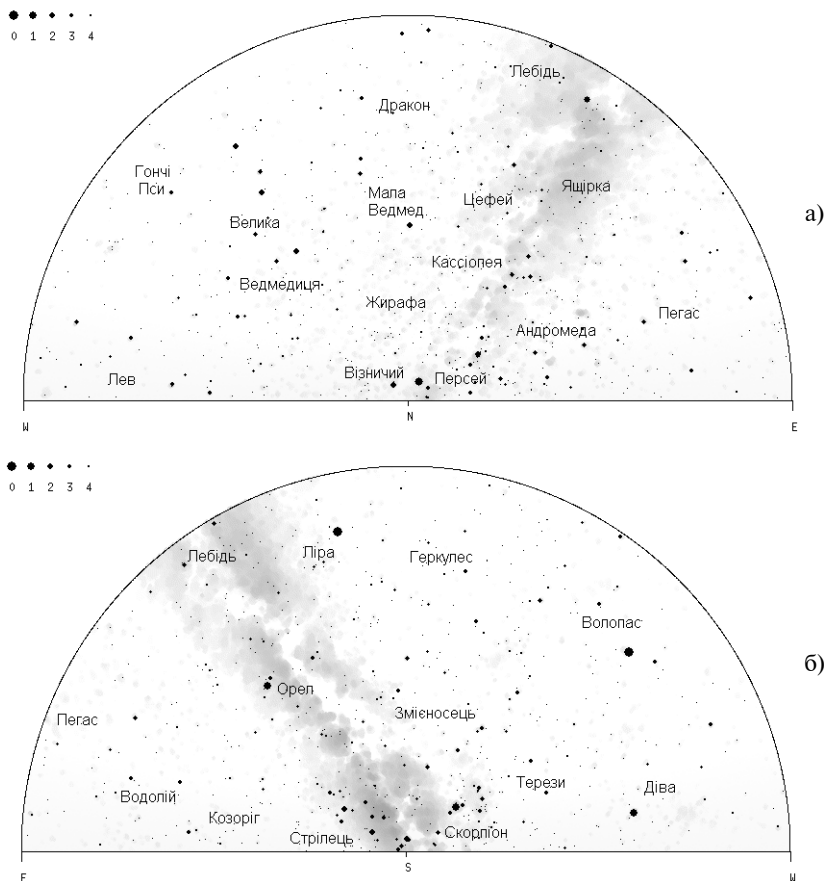 0 1 2 3 4
Лебідь
Дракон
Гончі
Пси
Мала
Ведмед
Цефей
Ящірка
а)
Велика
Кассіопея
Ведмедиця
Жирафа
Пегас
Андромеда
Лев
Візничий
Персей
W N E
0 1 2 3 4
Лебідь
Ліра
Геркулес
Волопас
б)
Орел
Пегас
Змієносець
Водолій
Терези
Діва
Козоріг
Стрілець
Скорпіон
E S W